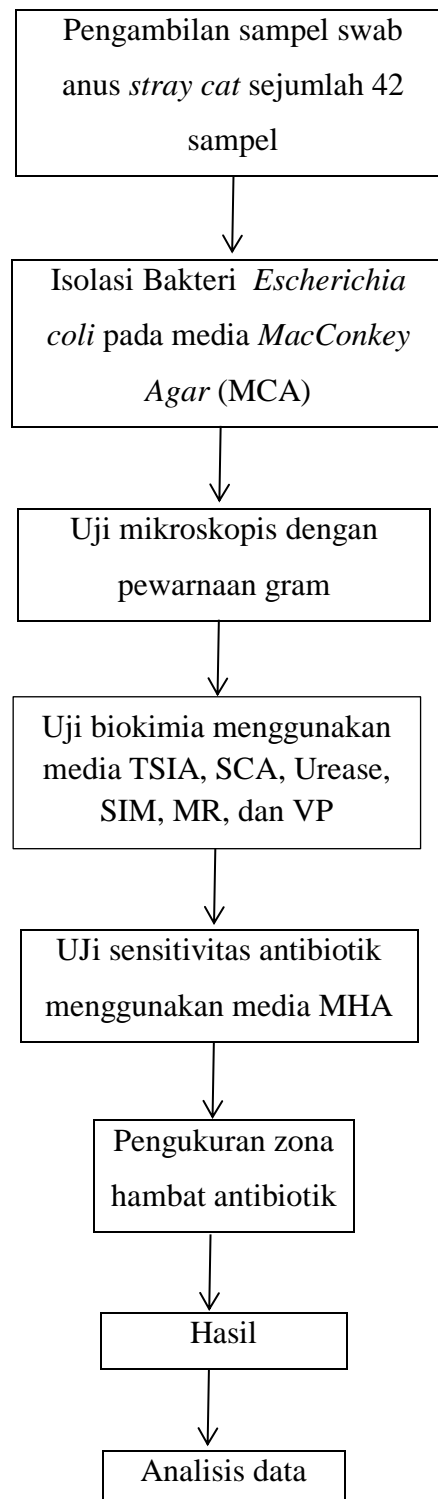 Pengambilan sampel swab
anus stray cat sejumlah 42
sampel
Isolasi Bakteri Escherichia
coli pada media MacConkey
Agar (MCA)
Uji mikroskopis dengan
pewarnaan gram
Uji biokimia menggunakan
media TSIA, SCA, Urease,
SIM, MR, dan VP
UJi sensitivitas antibiotik
menggunakan media MHA
Pengukuran zona
hambat antibiotik
Hasil
Analisis data